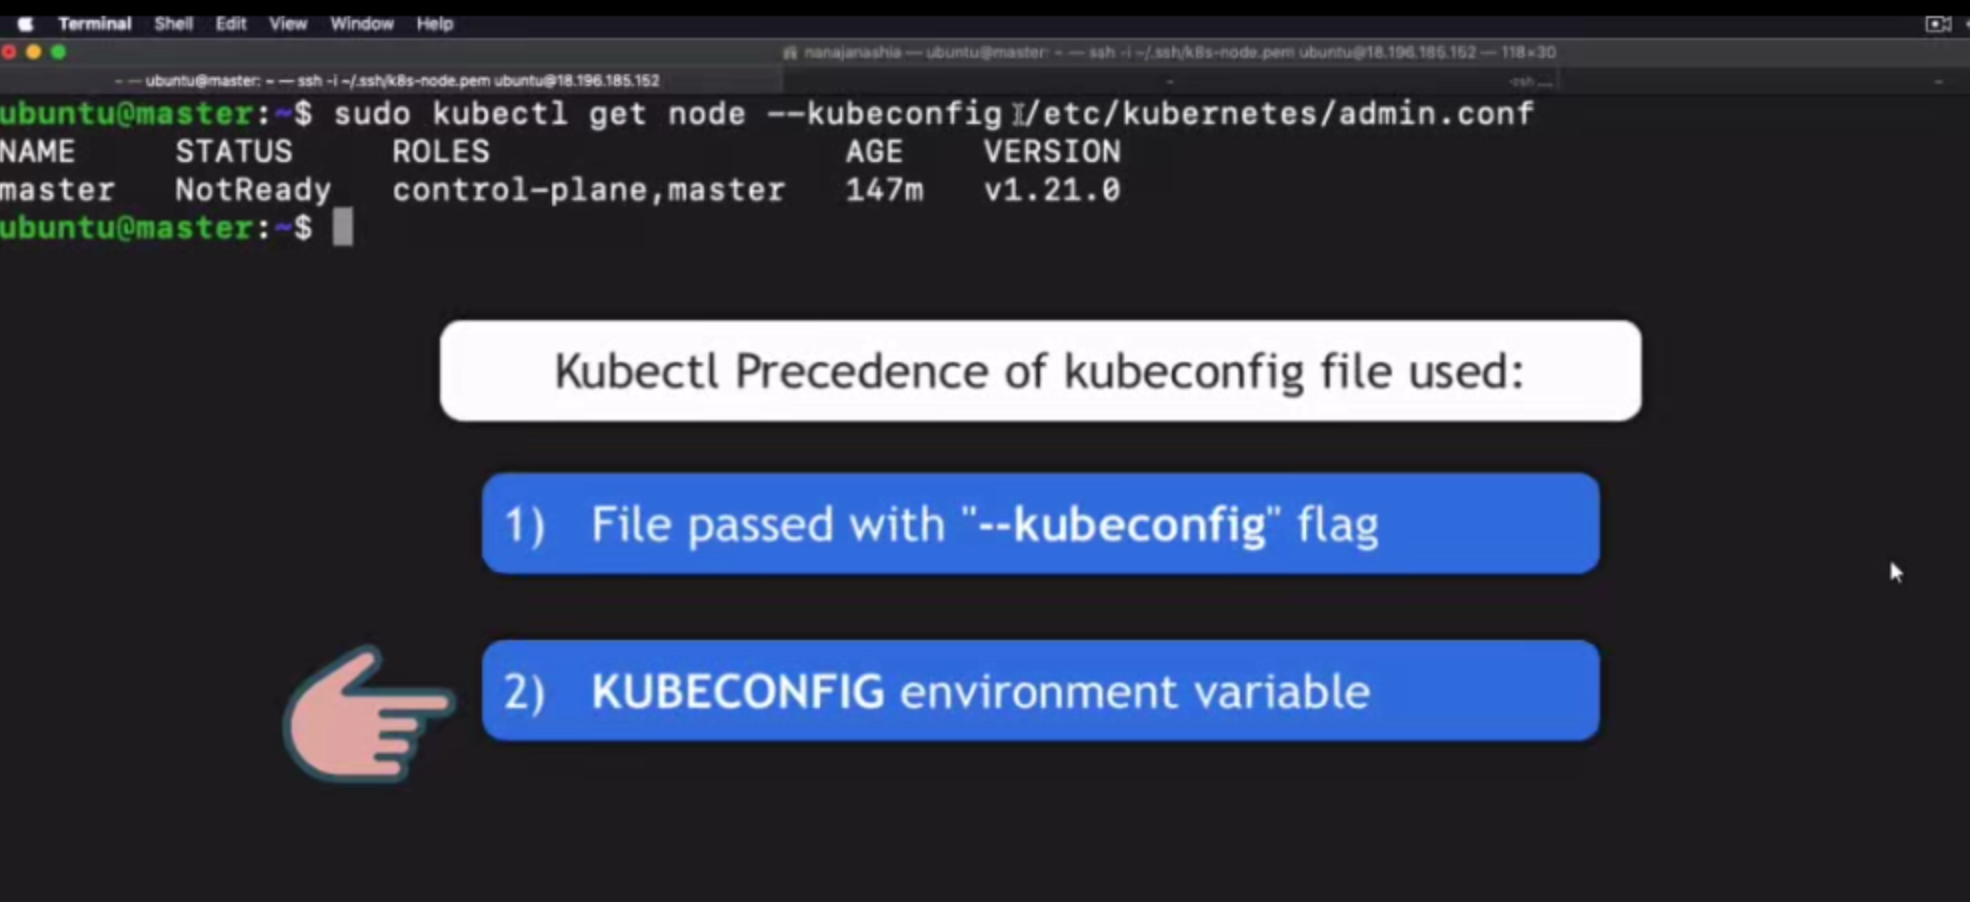 Terminal Shell Edit View Window Help
nanajanashia — ubuntu@master: ~ — ssh -i ~/.ssh/k8s-node.pem ubuntu@18.196.185.152 — 118×30
~ — ubuntu@master: ~ — ssh -i ~/.ssh/k8s-node.pem ubuntu@18.196.185.152
ubuntu@master:~$ sudo kubectl get node --kubeconfig /etc/kubernetes/admin.conf
NAME STATUS ROLES AGE VERSION
master NotReady control-plane,master 147m v1.21.0
ubuntu@master:~$
Kubectl Precedence of kubeconfig file used:
1) File passed with "--kubeconfig" flag
2) KUBECONFIG environment variable